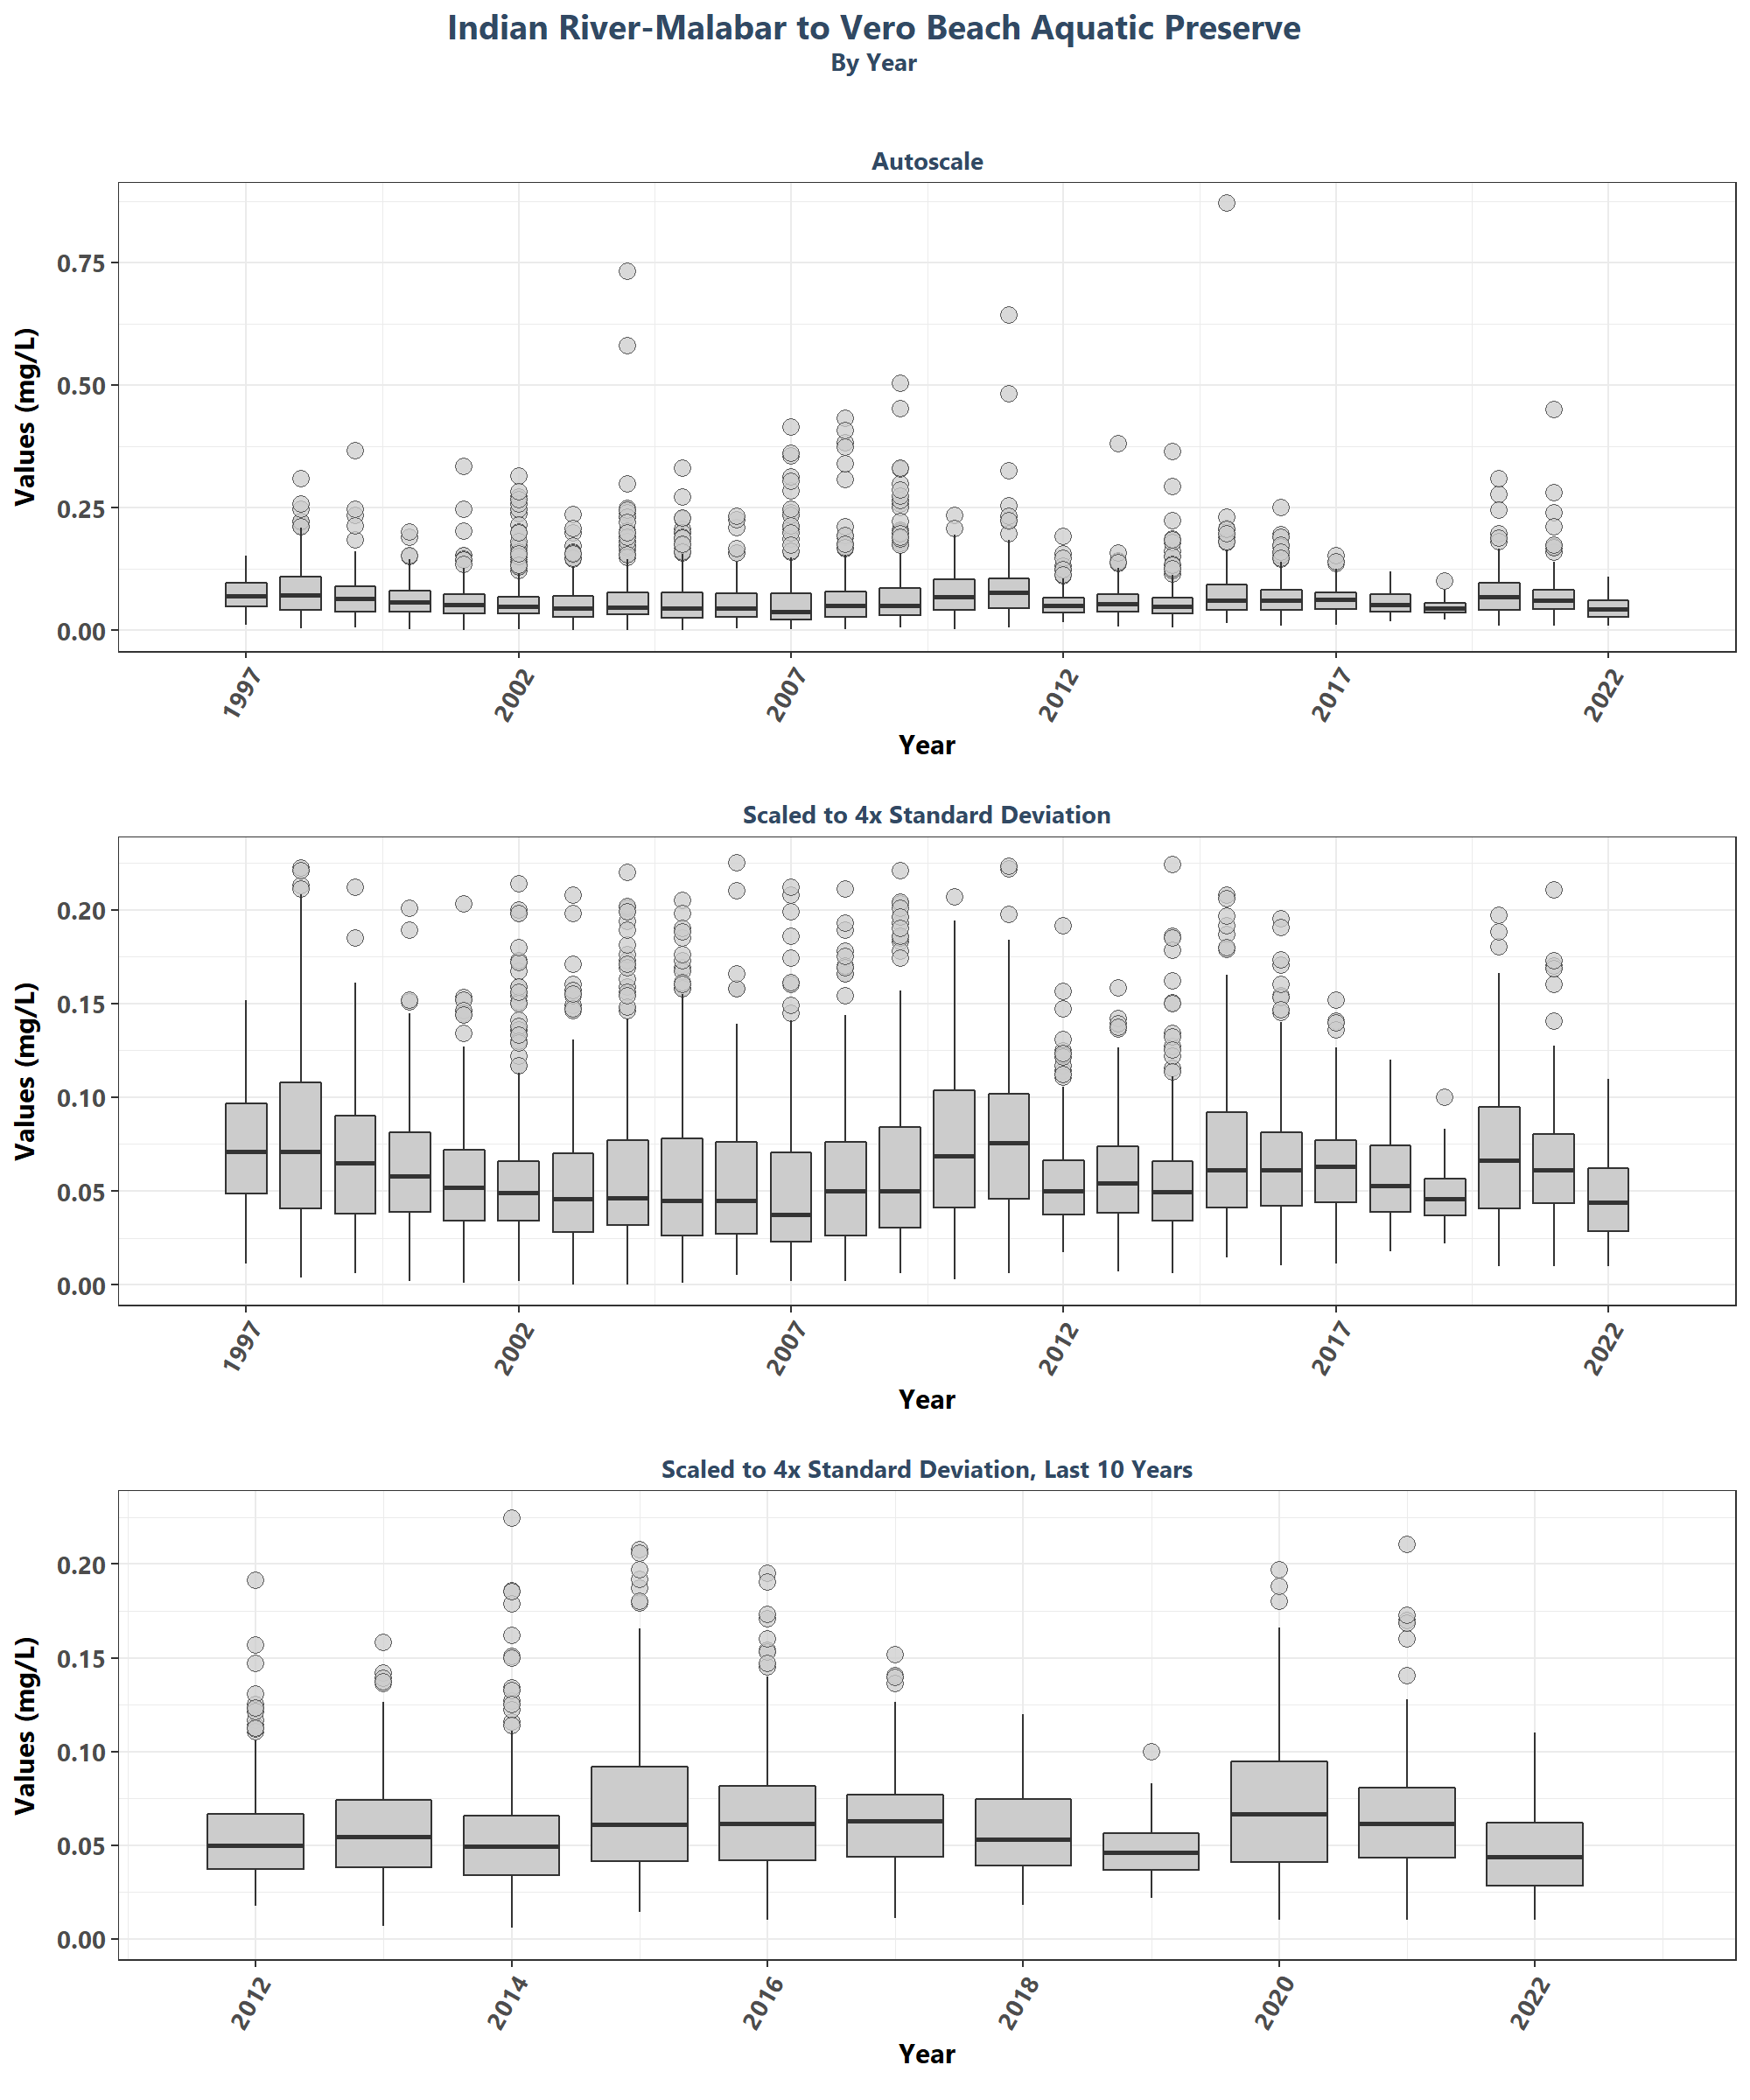 Indian River-Malabar to Vero Beach Aquatic Preserve
By Year
Autoscale
Values (mg/L)
0.75
0.50
0.25
0.00
1997
2002
2007
2012
2017
2022
Year
Scaled to 4x Standard Deviation
Values (mg/L)
0.20
0.15
0.10
0.05
0.00
1997
2002
2007
2012
2017
2022
Year
Scaled to 4x Standard Deviation, Last 10 Years
Values (mg/L)
0.20
0.15
0.10
0.05
0.00
2012
2014
2016
2018
2020
2022
Year